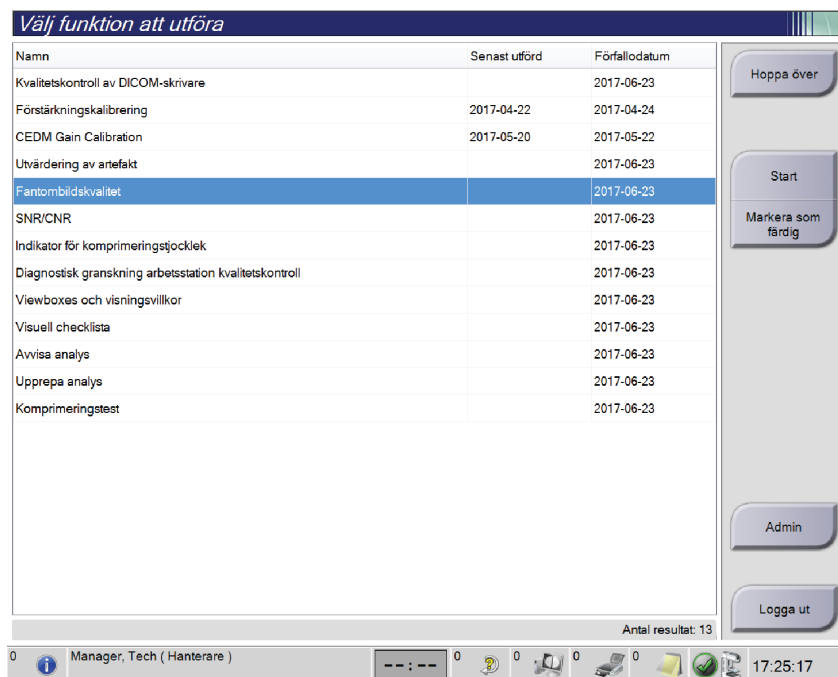 Välj funktion att utföra
Namn Senast utförd Förfallodatum
Kvalitetskontroll av DICOM-skrivare 2017-06-23
Förstärkningskalibrering 2017-04-22 2017-04-24
CEDM Gain Calibration 2017-05-20 2017-05-22
Utvärdering av artefakt 2017-06-23
Fantombildskvalitet 2017-06-23
SNR/CNR 2017-06-23
Indikator för komprimeringstjocklek 2017-06-23
Diagnostisk granskning arbetsstation kvalitetskontroll 2017-06-23
Viewboxes och visningsvillkor 2017-06-23
Visuell checklista 2017-06-23
Avvisa analys 2017-06-23
Upprepa analys 2017-06-23
Komprimeringstest 2017-06-23
Antal resultat: 13
Hoppa över
Start
Markera som
färdig
Admin
Logga ut
0 Manager, Tech ( Hanterare ) --:-- 0 0 0 0 17:25:17